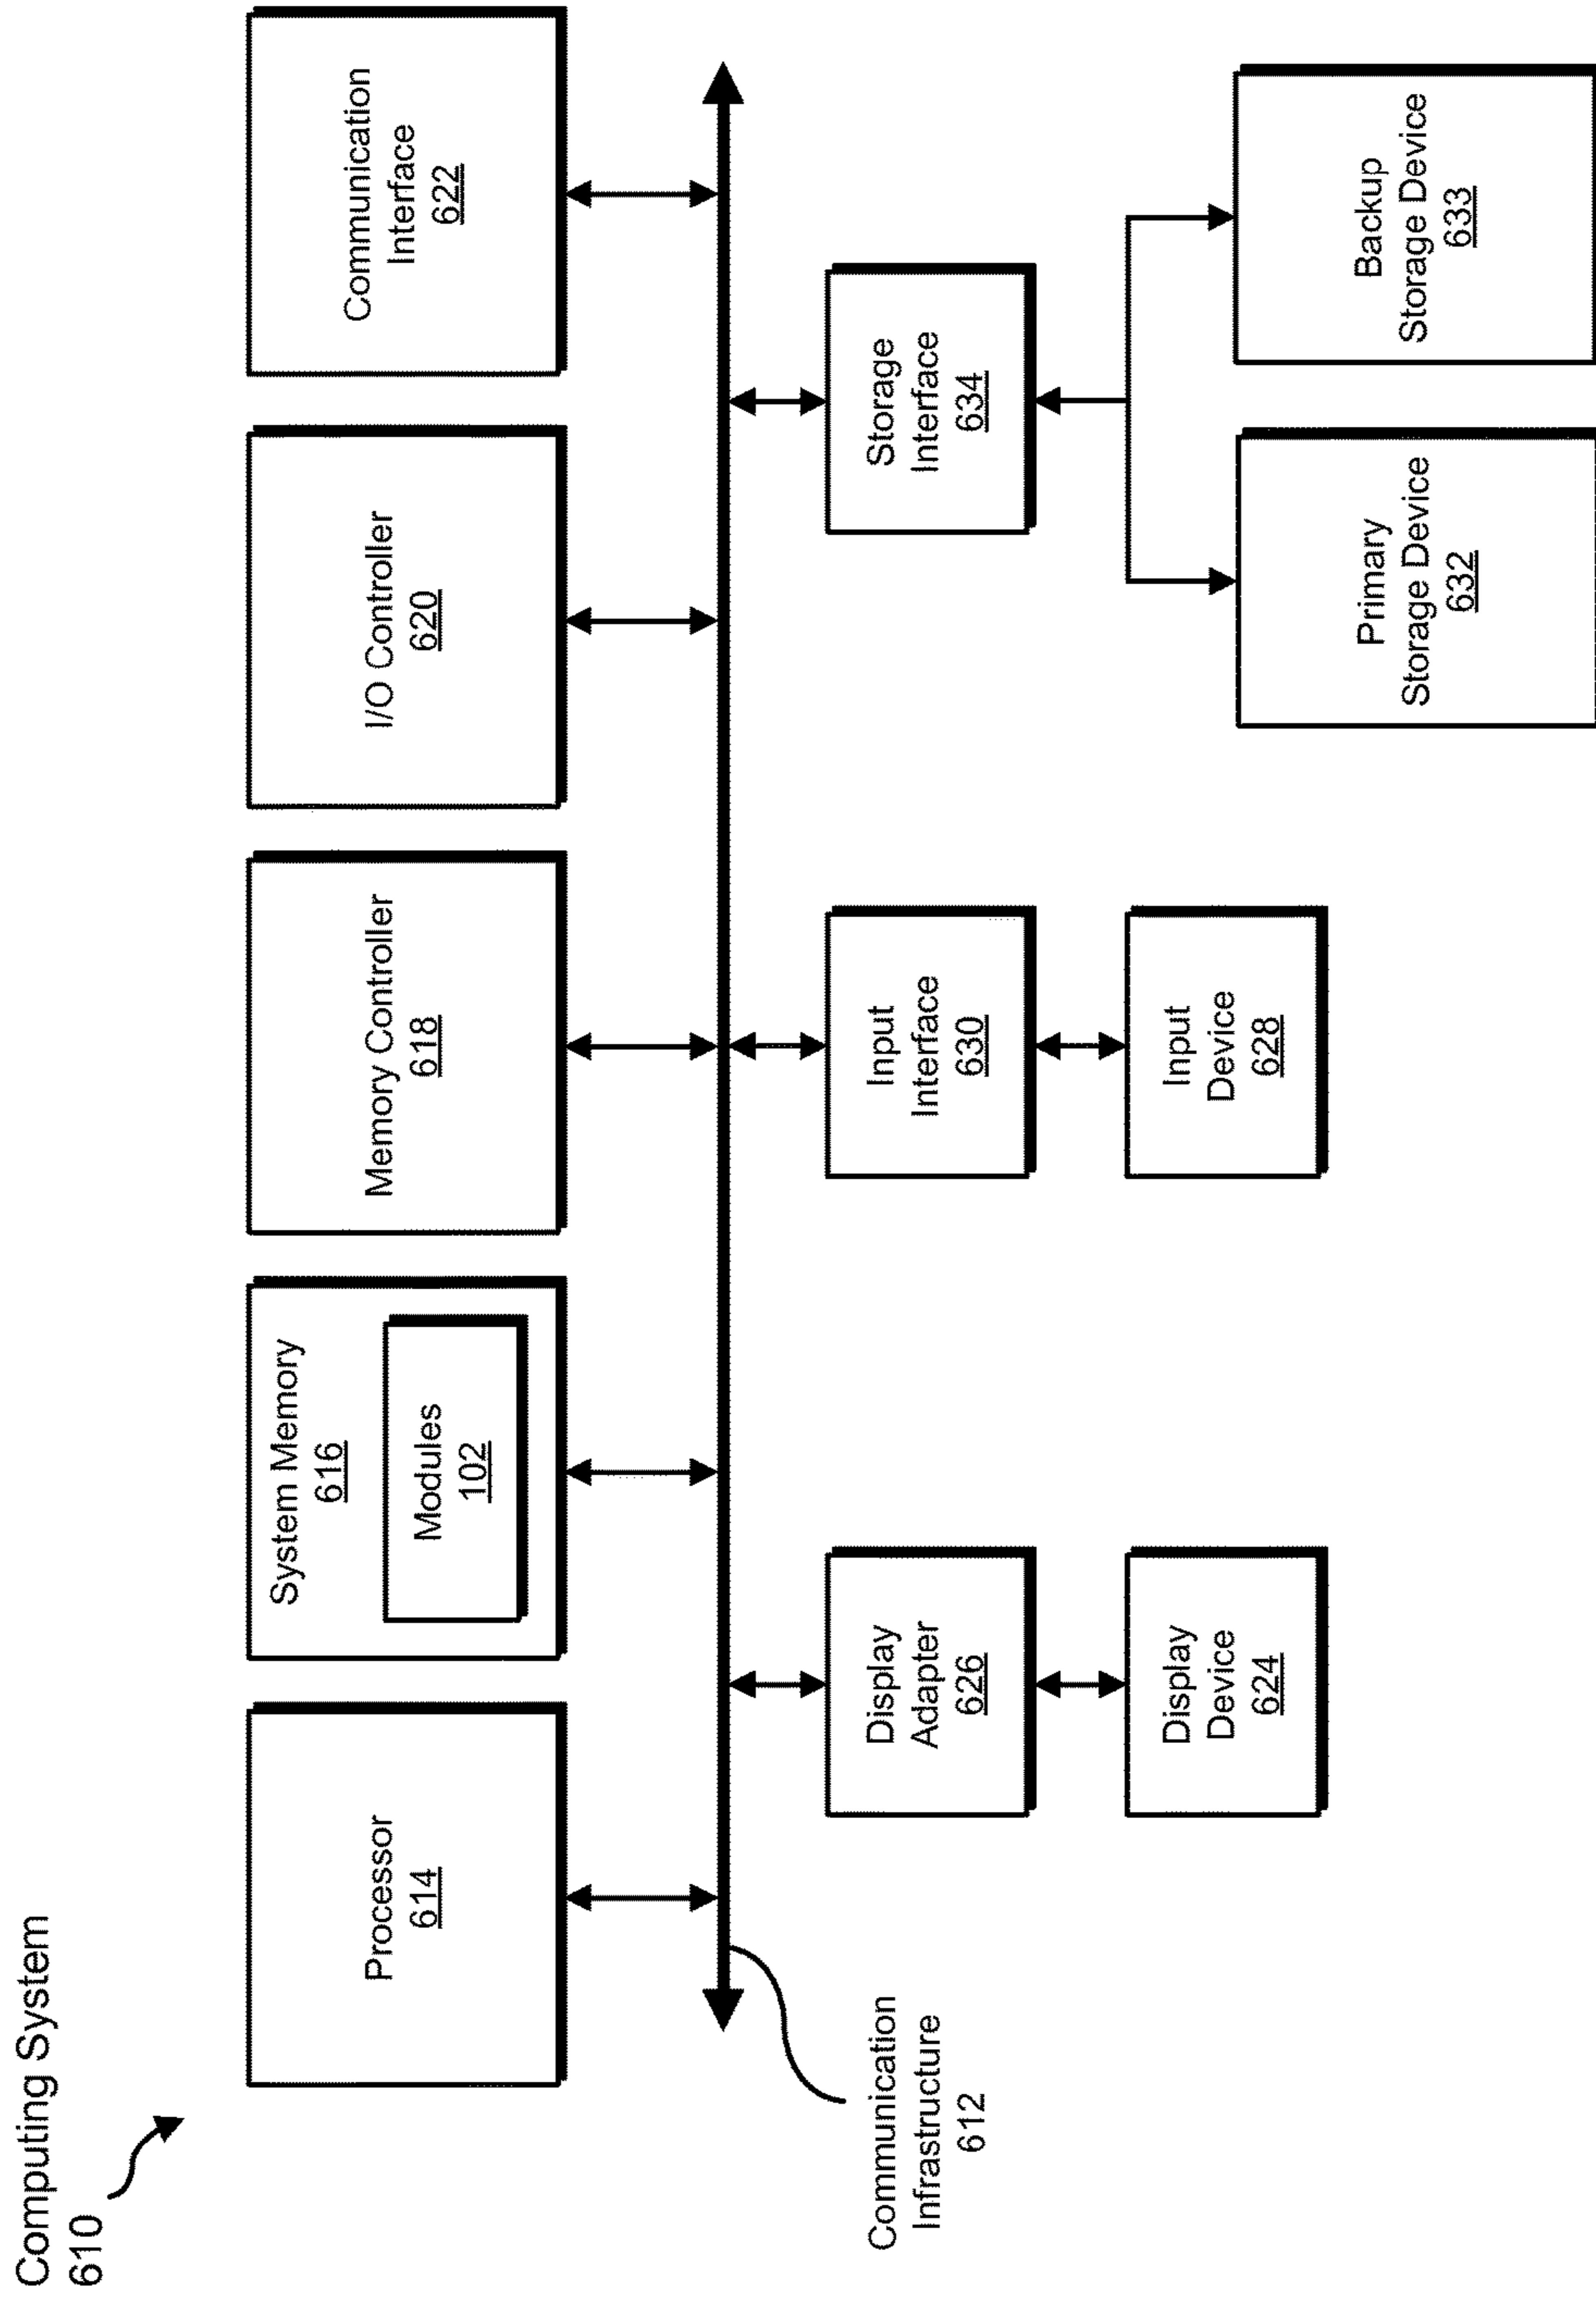 Computing System
610
Processor
614
System Memory
616
Modules
102
Memory Controller
618
I/O Controller
620
Communication
Interface
622
Communication
Infrastructure
612
Display
Adapter
626
Input
Interface
630
Storage
Interface
634
Display
Device
624
Input
Device
628
Primary
Storage Device
632
Backup
Storage Device
633